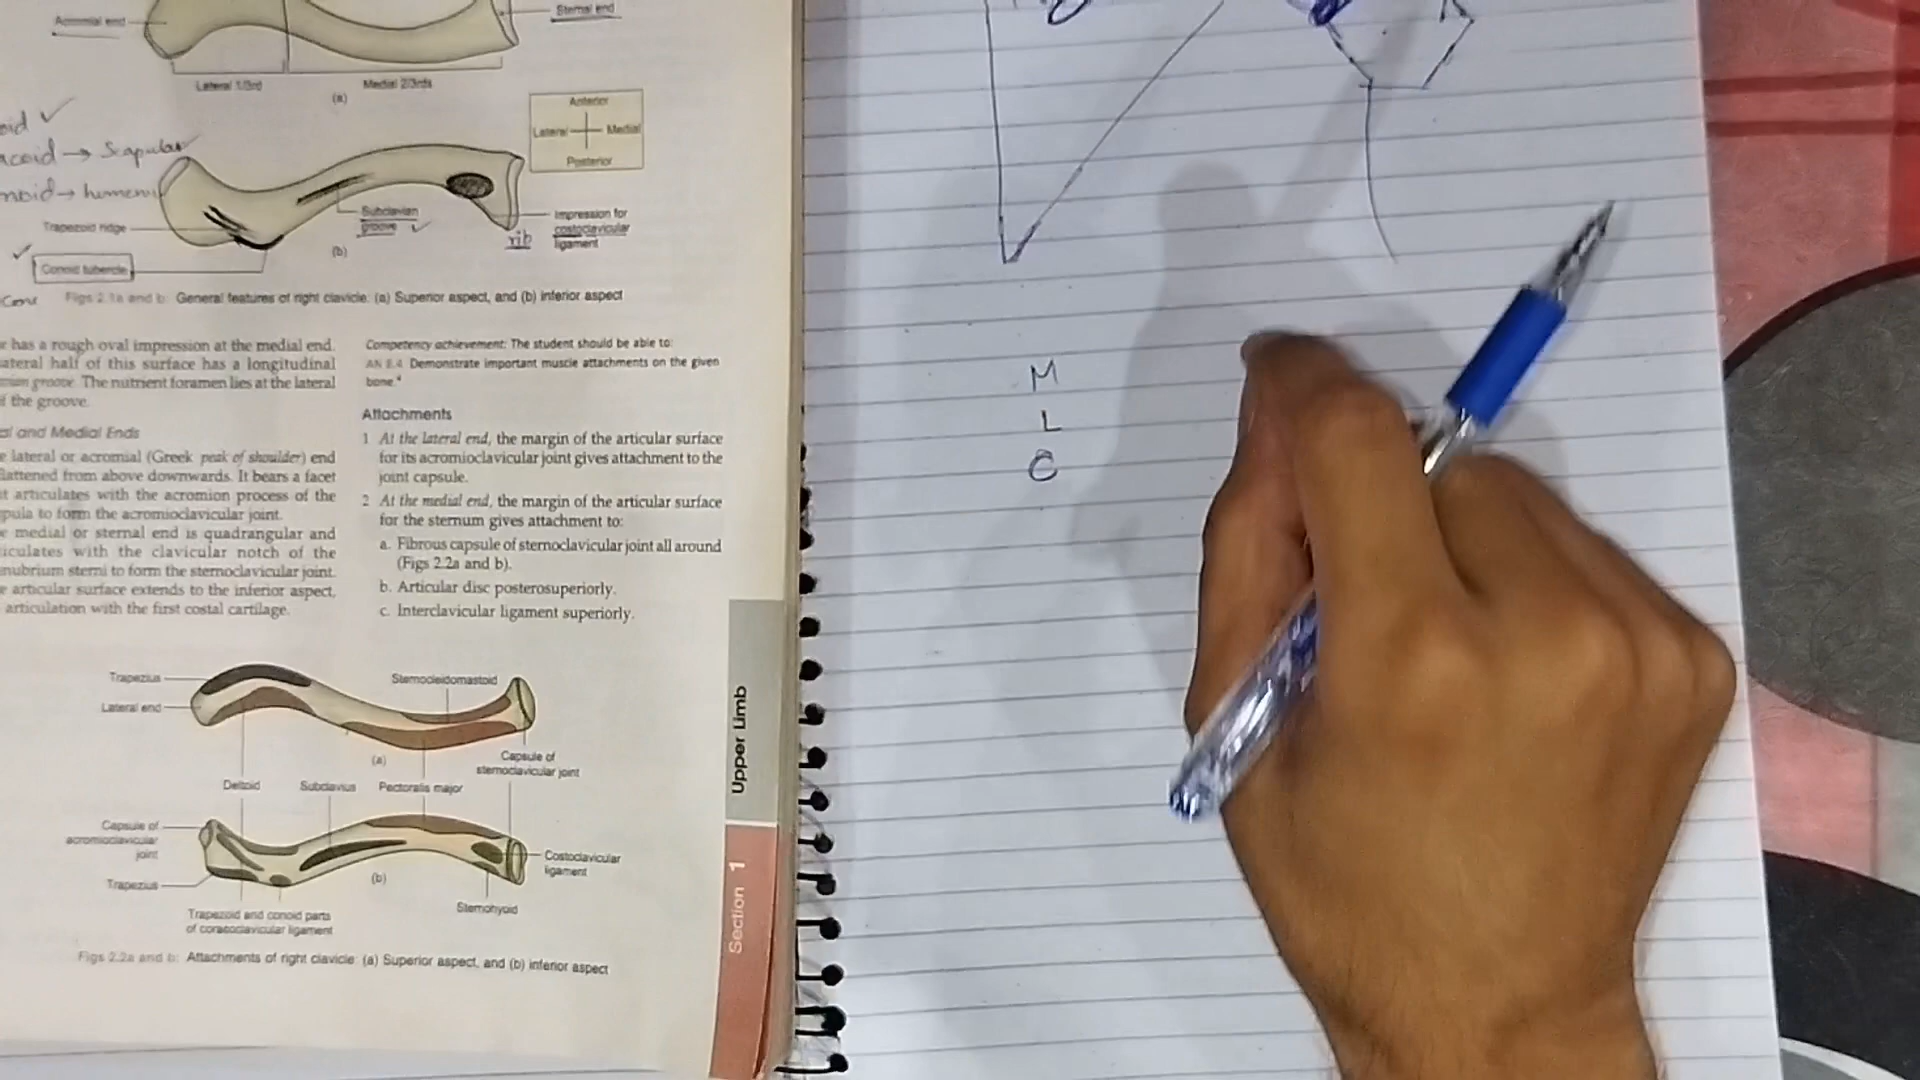 Acromial end
Sternal end
Lateral 1/3rd
Medial 2/3rds
(a)
Anterior
Lateral
Medial
Posterior
oid ✓
acoid → Scapular
noid → humerus
Trapezoid ridge
Subclavian
groove ✓
rib
Impression for
costoclavicular
ligament
(b)
✓
Conoid tubercle
Figs 2.1a and b: General features of right clavicle: (a) Superior aspect, and (b) inferior aspect
has a rough oval impression at the medial end.
ateral half of this surface has a longitudinal
groove. The nutrient foramen lies at the lateral
f the groove.
al and Medial Ends
e lateral or acromial (Greek peak of shoulder) end
flattened from above downwards. It bears a facet
t articulates with the acromion process of the
pula to form the acromioclavicular joint.
e medial or sternal end is quadrangular and
iculates with the clavicular notch of the
nubrium sterni to form the sternoclavicular joint.
e articular surface extends to the inferior aspect,
articulation with the first costal cartilage.
Competency achievement: The student should be able to:
AN 8.4 Demonstrate important muscle attachments on the given
bone.⁴
Attachments
1 At the lateral end, the margin of the articular surface
for its acromioclavicular joint gives attachment to the
joint capsule.
2 At the medial end, the margin of the articular surface
for the sternum gives attachment to:
a. Fibrous capsule of sternoclavicular joint all around
(Figs 2.2a and b).
b. Articular disc posterosuperiorly.
c. Interclavicular ligament superiorly.
Trapezius
Lateral end
Sternocleidomastoid
(a)
Capsule of
sternoclavicular joint
Deltoid
Subclavius
Pectoralis major
Capsule of
acromioclavicular
joint
Trapezius
(b)
Costoclavicular
ligament
Sternohyoid
Trapezoid and conoid parts
of coracoclavicular ligament
Figs 2.2a and b: Attachments of right clavicle: (a) Superior aspect, and (b) inferior aspect
Upper Limb
Section 1
M
L
C